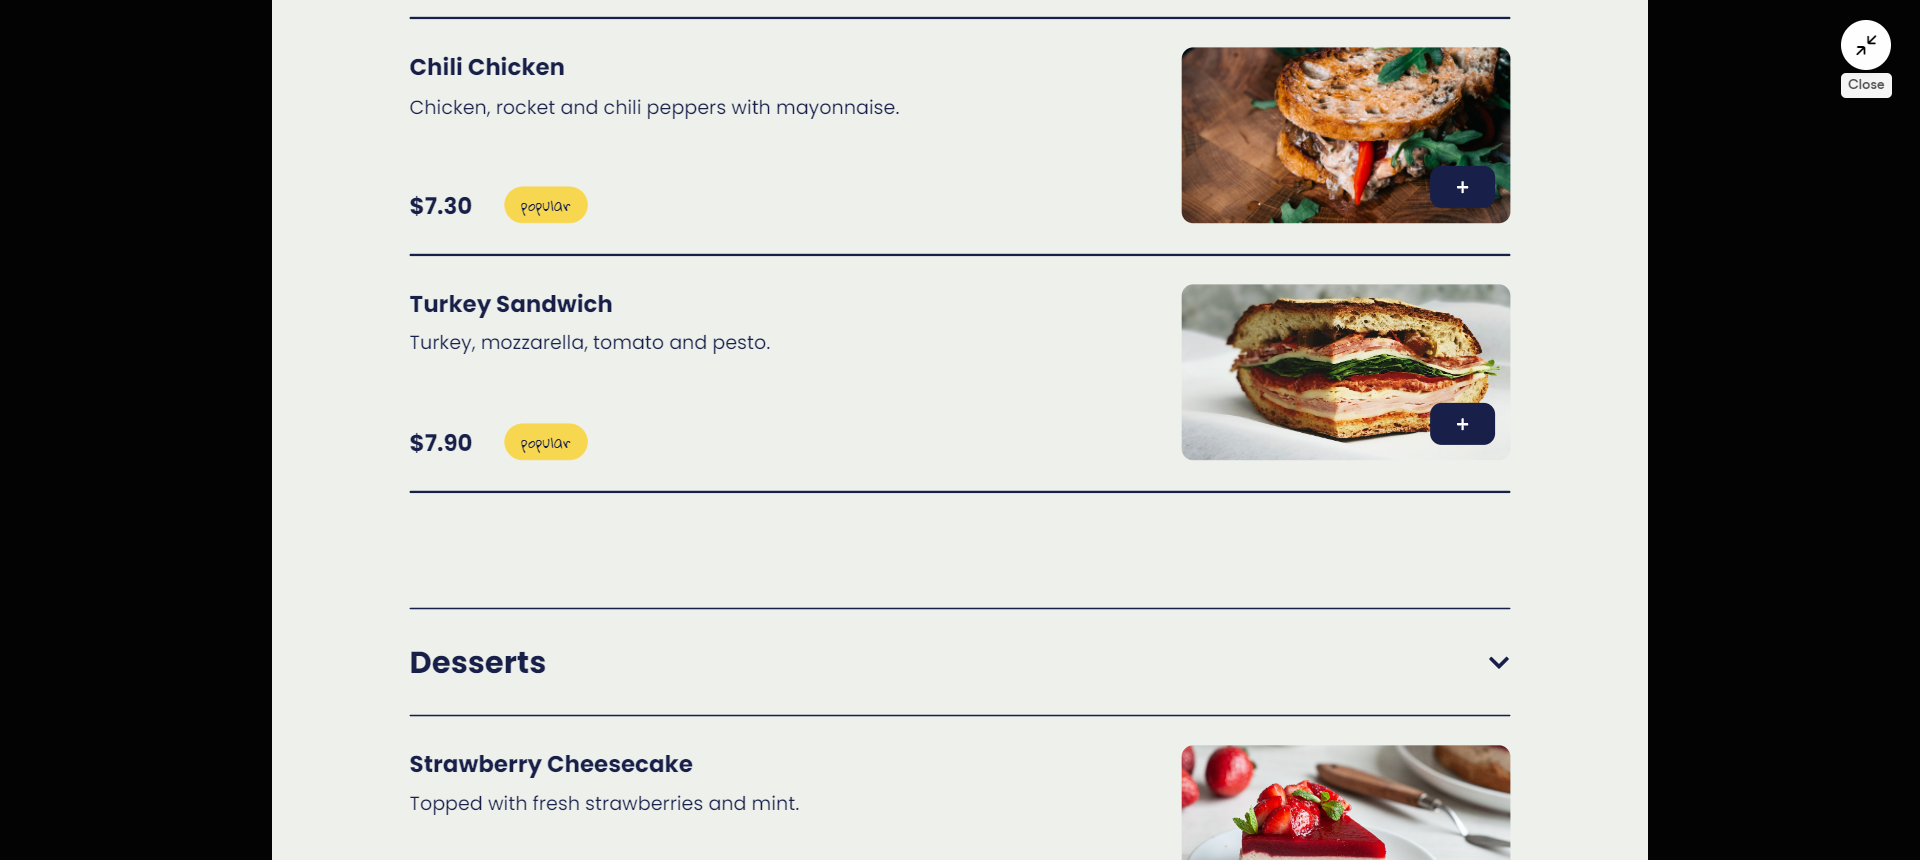 Close
Chili Chicken
Chicken, rocket and chili peppers with mayonnaise.
$7.30 popular
+
Turkey Sandwich
Turkey, mozzarella, tomato and pesto.
$7.90 popular
+
Desserts
Strawberry Cheesecake
Topped with fresh strawberries and mint.